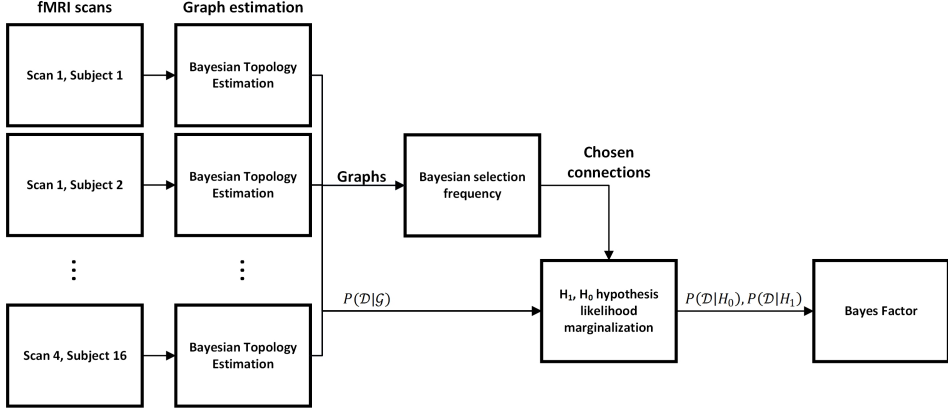 fMRI scans
Graph estimation
Scan 1, Subject 1
Bayesian Topology
Estimation
Scan 1, Subject 2
Bayesian Topology
Estimation
Graphs
Bayesian selection
frequency
Chosen
connections
⋮
⋮
Scan 4, Subject 16
Bayesian Topology
Estimation
P(𝒟|𝒢)
H₁, H₀ hypothesis
likelihood
marginalization
P(𝒟|H₀), P(𝒟|H₁)
Bayes Factor